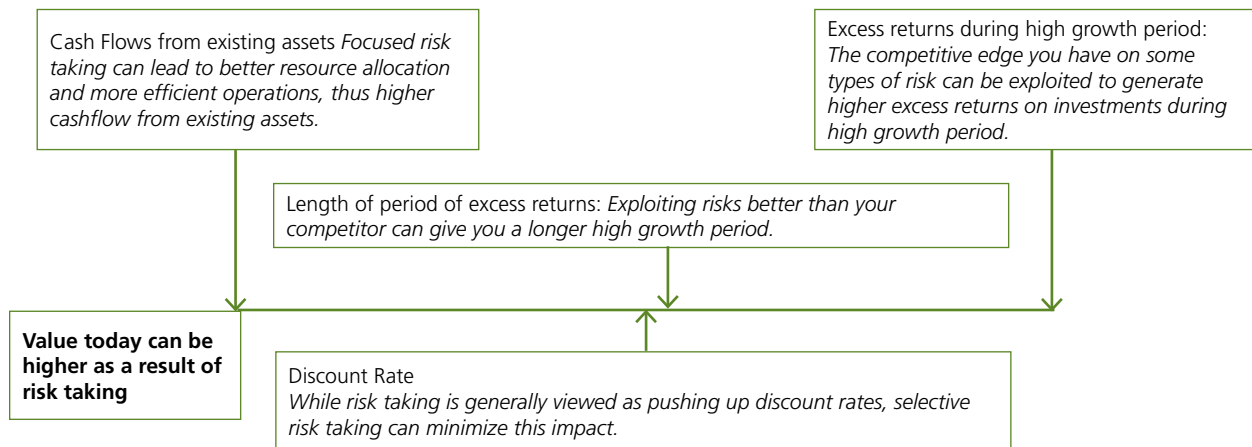 Cash Flows from existing assets Focused risk
taking can lead to better resource allocation
and more efficient operations, thus higher
cashflow from existing assets.
Excess returns during high growth period:
The competitive edge you have on some
types of risk can be exploited to generate
higher excess returns on investments during
high growth period.
Length of period of excess returns: Exploiting risks better than your
competitor can give you a longer high growth period.
Value today can be
higher as a result of
risk taking
Discount Rate
While risk taking is generally viewed as pushing up discount rates, selective
risk taking can minimize this impact.